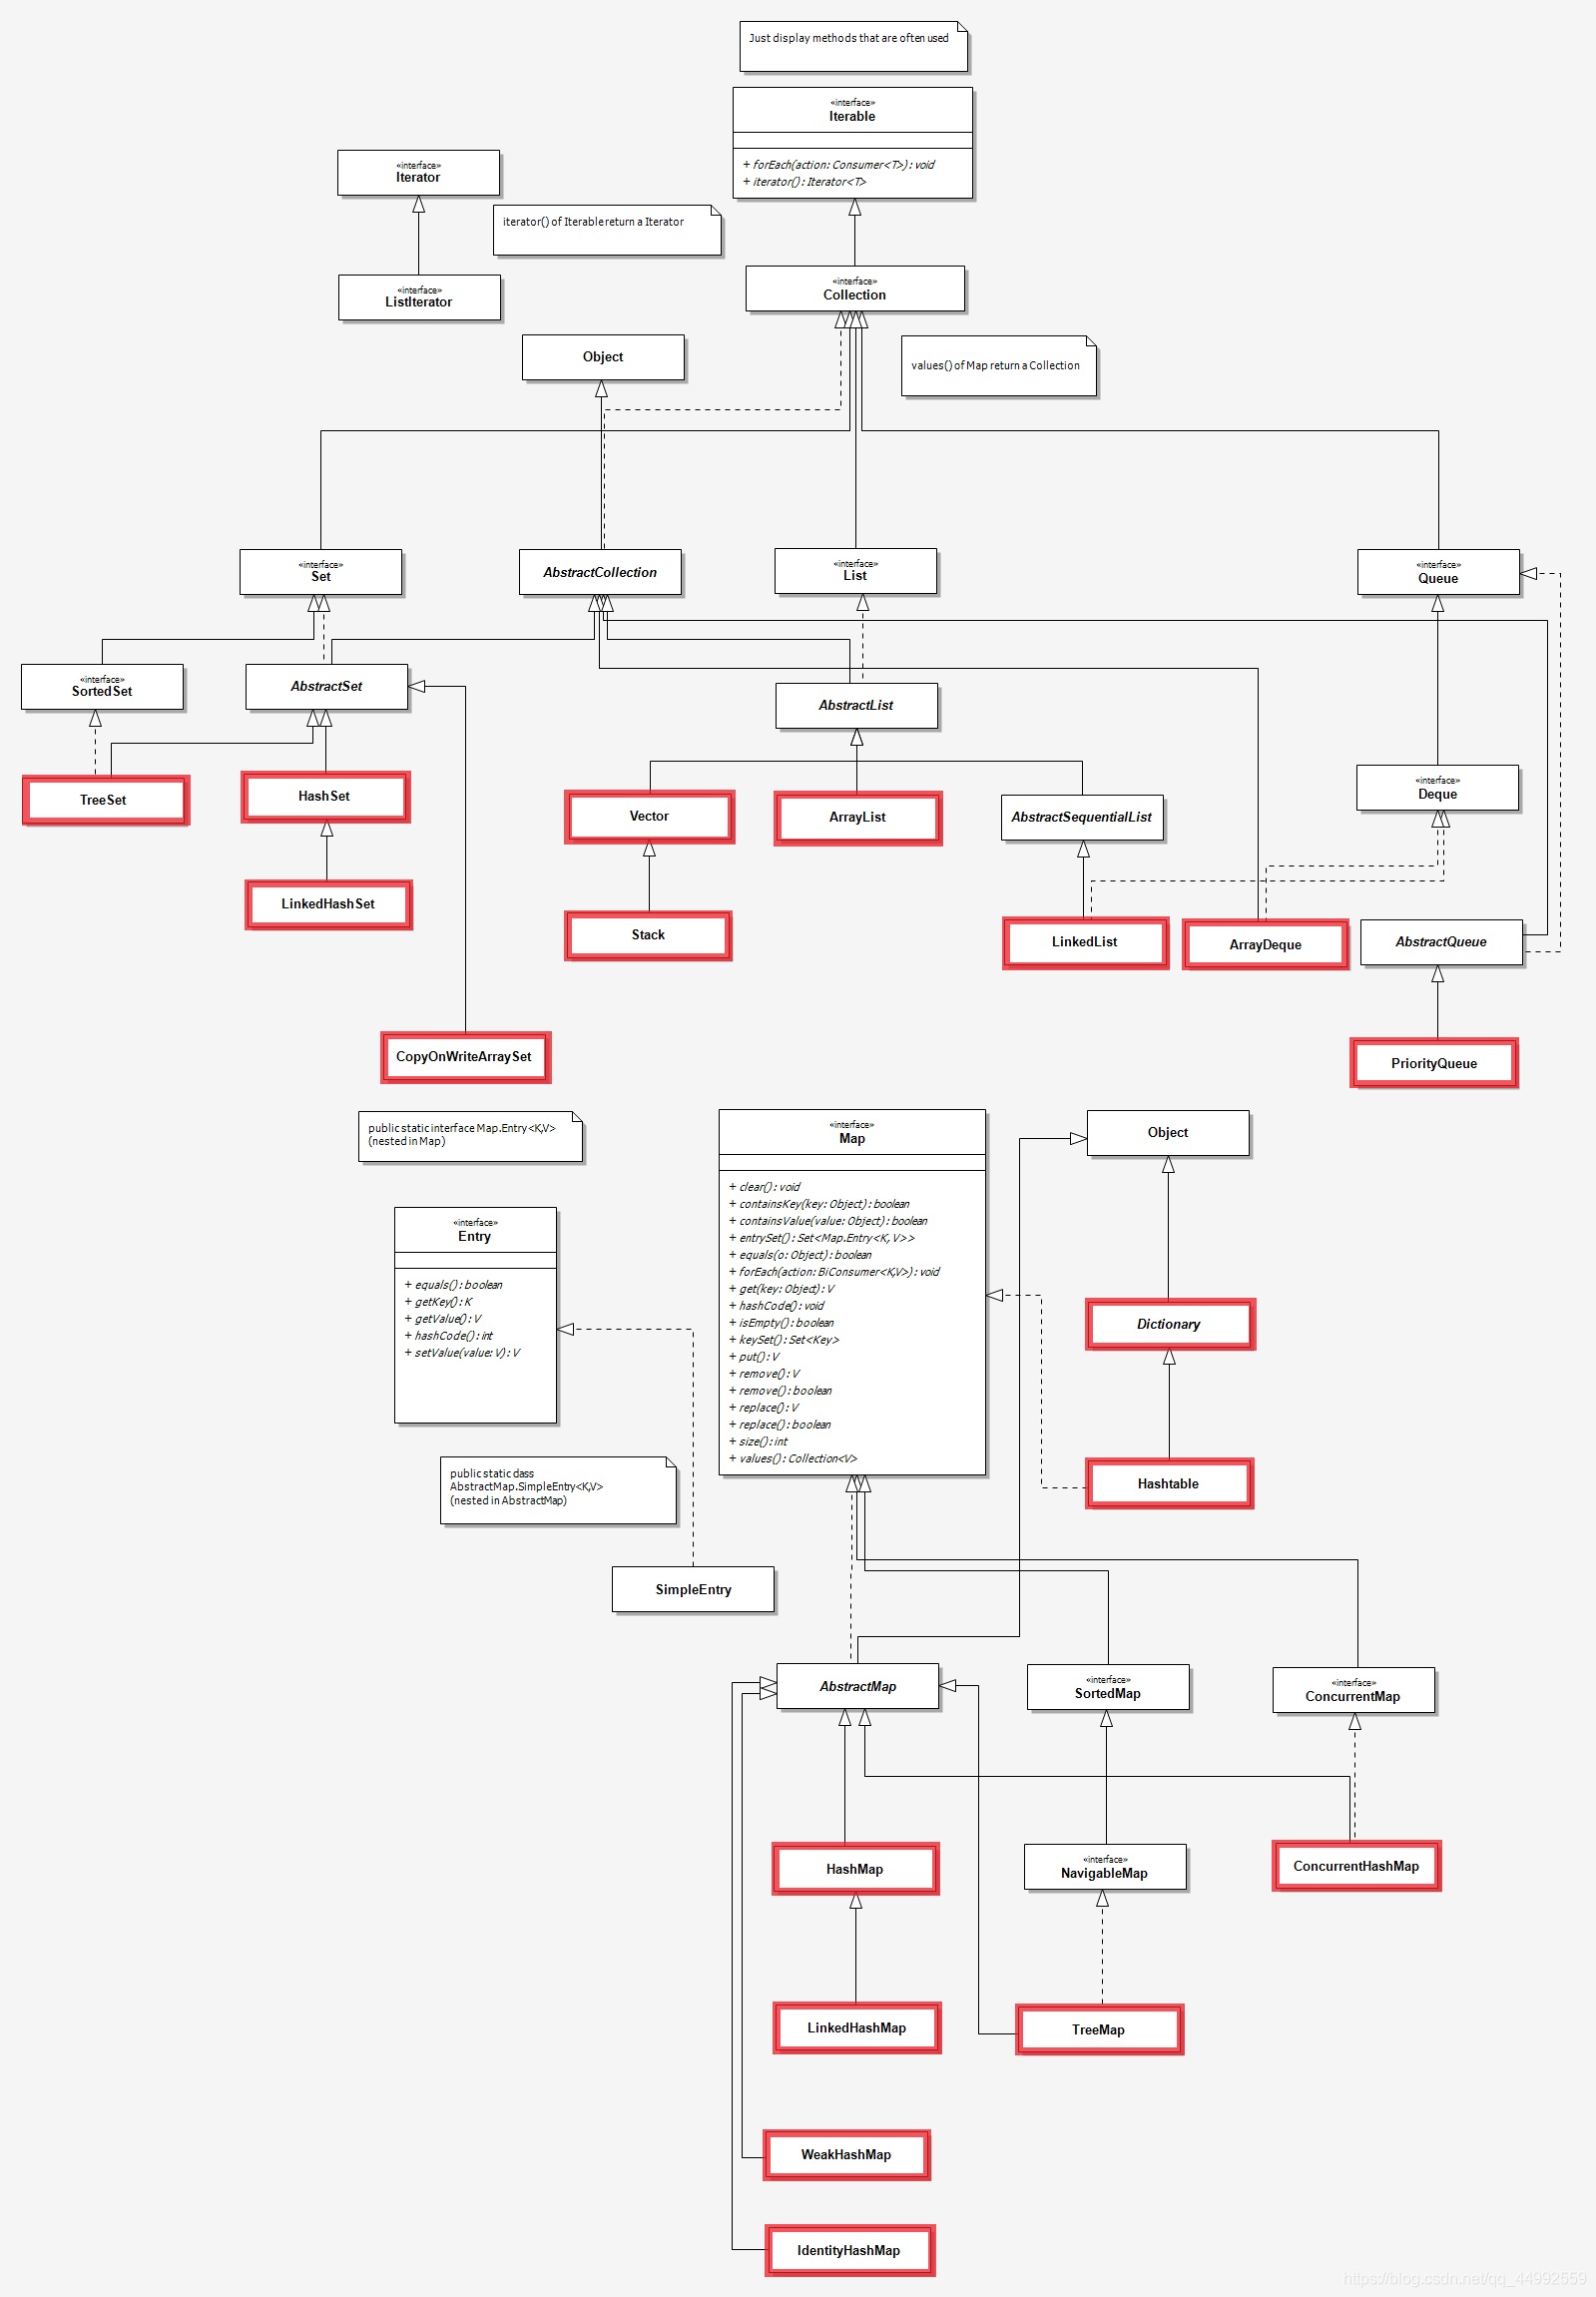 Just display methods that are often used
«interface»
Iterable
+ forEach(action: Consumer<T>): void
+ iterator(): Iterator<T>
«interface»
Iterator
iterator() of Iterable return a Iterator
«interface»
ListIterator
«interface»
Collection
Object
values() of Map return a Collection
«interface»
Set
AbstractCollection
«interface»
List
«interface»
Queue
«interface»
SortedSet
AbstractSet
AbstractList
TreeSet
HashSet
Vector
ArrayList
AbstractSequentialList
«interface»
Deque
LinkedHashSet
Stack
LinkedList
ArrayDeque
AbstractQueue
CopyOnWriteArraySet
PriorityQueue
public static interface Map.Entry<K,V>
(nested in Map)
«interface»
Map
+ clear(): void
+ containsKey(key: Object): boolean
+ containsValue(value: Object): boolean
+ entrySet(): Set<Map.Entry<K, V>>
+ equals(o: Object): boolean
+ forEach(action: BiConsumer<K,V>): void
+ get(key: Object): V
+ hashCode(): void
+ isEmpty(): boolean
+ keySet(): Set<Key>
+ put(): V
+ remove(): V
+ remove(): boolean
+ replace(): V
+ replace(): boolean
+ size(): int
+ values(): Collection<V>
Object
«interface»
Entry
+ equals(): boolean
+ getKey(): K
+ getValue(): V
+ hashCode(): int
+ setValue(value: V): V
Dictionary
public static class
AbstractMap.SimpleEntry<K,V>
(nested in AbstractMap)
Hashtable
SimpleEntry
AbstractMap
«interface»
SortedMap
«interface»
ConcurrentMap
HashMap
«interface»
NavigableMap
ConcurrentHashMap
LinkedHashMap
TreeMap
WeakHashMap
IdentityHashMap
https://blog.csdn.net/qq_44992559